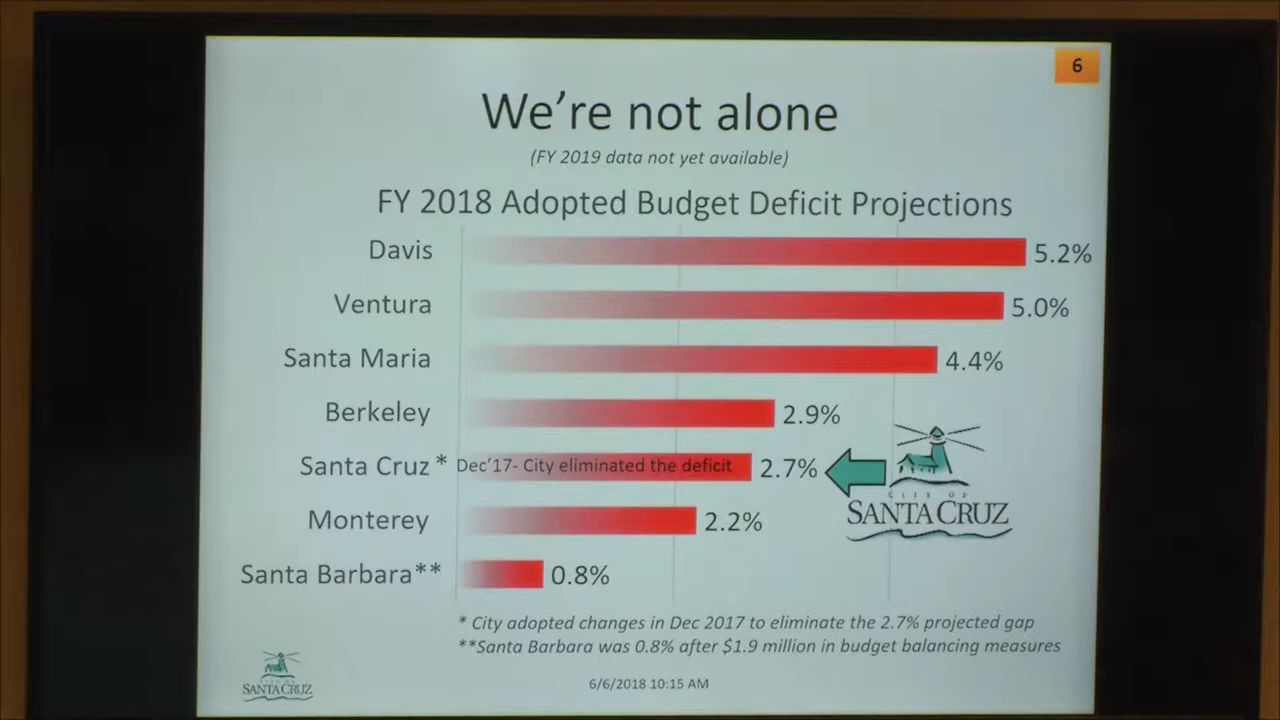 6
We're not alone
(FY 2019 data not yet available)
FY 2018 Adopted Budget Deficit Projections
Davis 5.2%
Ventura 5.0%
Santa Maria 4.4%
Berkeley 2.9%
Santa Cruz * Dec'17- City eliminated the deficit 2.7%
CITY OF
SANTA CRUZ
Monterey 2.2%
Santa Barbara** 0.8%
* City adopted changes in Dec 2017 to eliminate the 2.7% projected gap
**Santa Barbara was 0.8% after $1.9 million in budget balancing measures
SANTA CRUZ
6/6/2018 10:15 AM